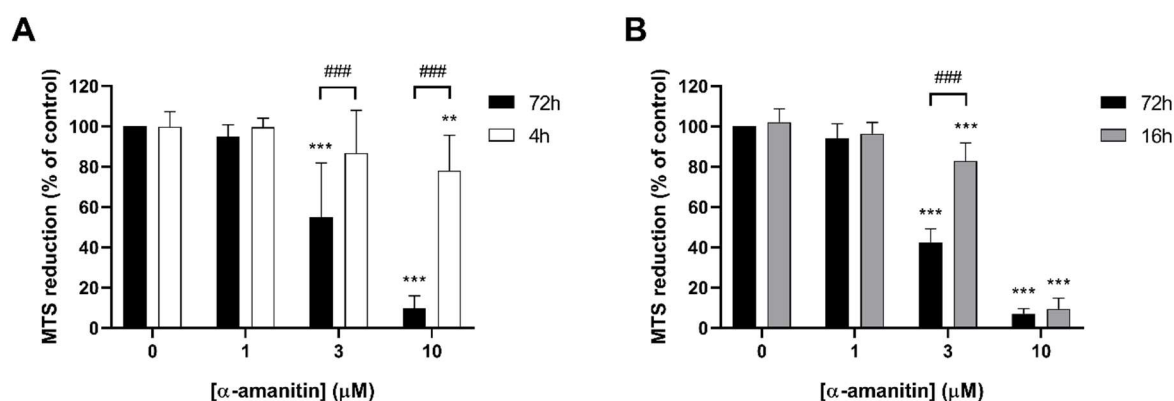 A
MTS reduction (% of control)
120
100
80
60
40
20
0
###
###
***
***
**
72h
4h
0 1 3 10
[α-amanitin] (μM)
B
MTS reduction (% of control)
120
100
80
60
40
20
0
###
***
***
***
***
72h
16h
0 1 3 10
[α-amanitin] (μM)